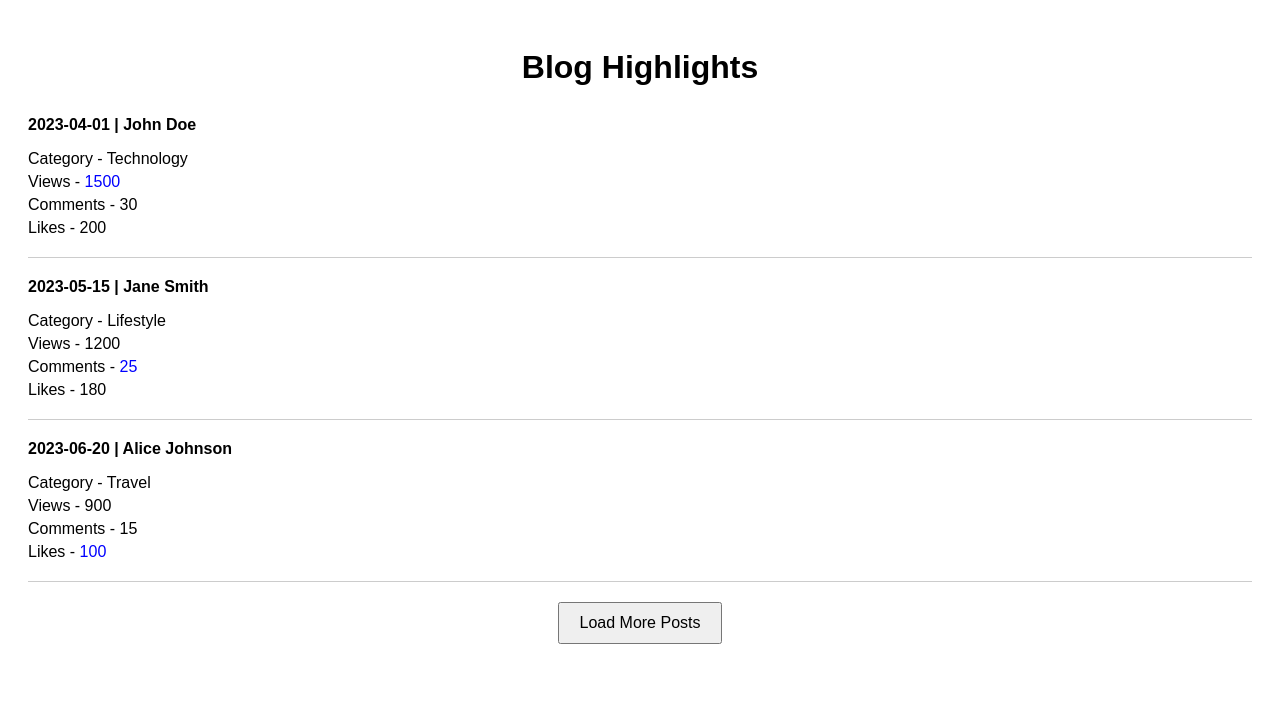 Blog Highlights
2023-04-01 | John Doe
Category - Technology
Views - 1500
Comments - 30
Likes - 200
2023-05-15 | Jane Smith
Category - Lifestyle
Views - 1200
Comments - 25
Likes - 180
2023-06-20 | Alice Johnson
Category - Travel
Views - 900
Comments - 15
Likes - 100
Load More Posts